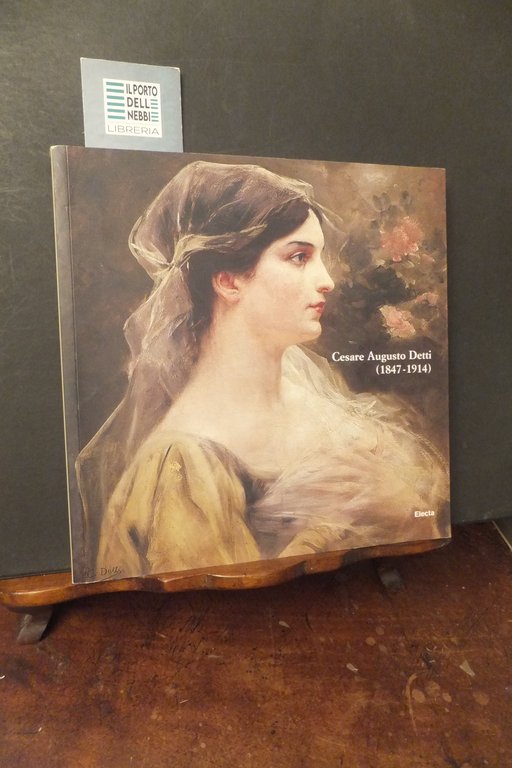 IL PORTO
DELLE
NEBBIE
LIBRERIA
Cesare Augusto Detti
(1847-1914)
Electa